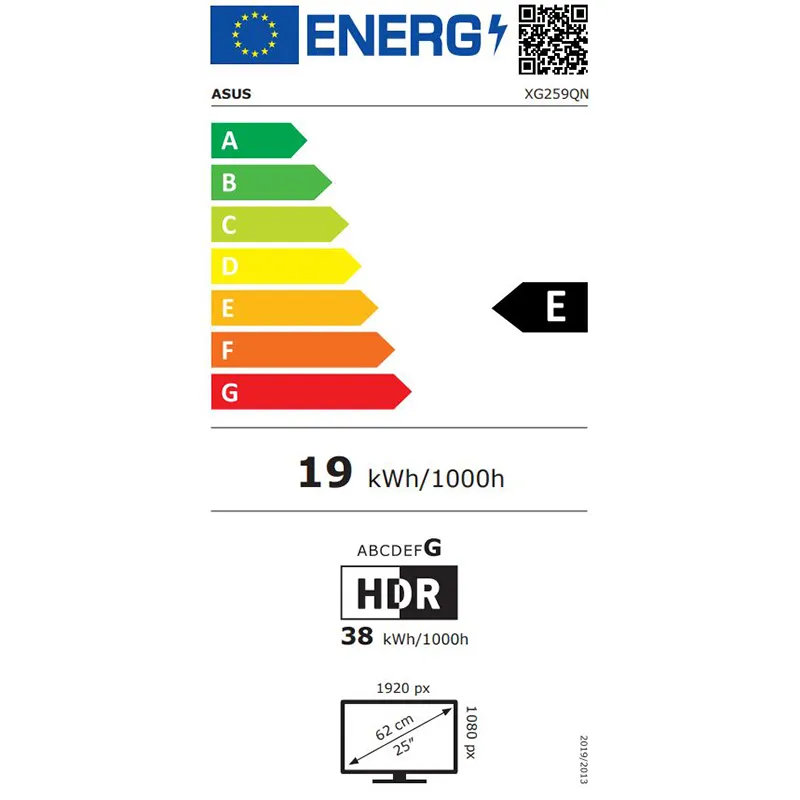 ENERG
ASUS XG259QN
A
B
C
D
E
E
F
G
19 kWh/1000h
ABCDEFG
HDR
38 kWh/1000h
1920 px
62 cm
25"
1080 px
2019/2013